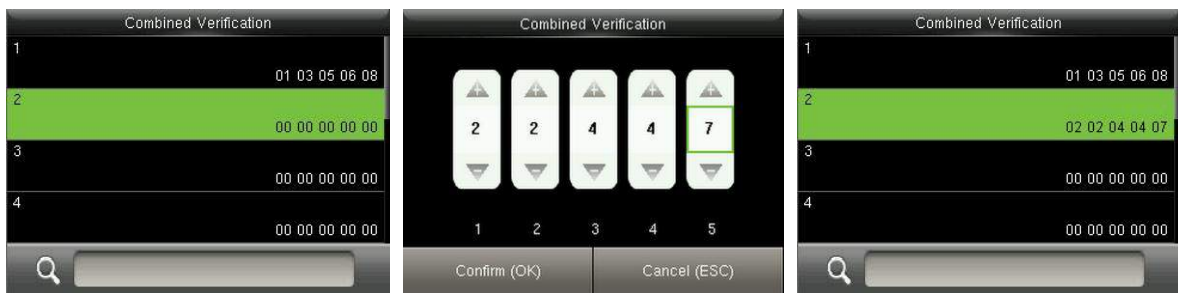 Combined Verification
1
01 03 05 06 08
2
00 00 00 00 00
3
00 00 00 00 00
4
00 00 00 00 00
Combined Verification
2 2 4 4 7
1 2 3 4 5
Confirm (OK) Cancel (ESC)
Combined Verification
1
01 03 05 06 08
2
02 02 04 04 07
3
00 00 00 00 00
4
00 00 00 00 00